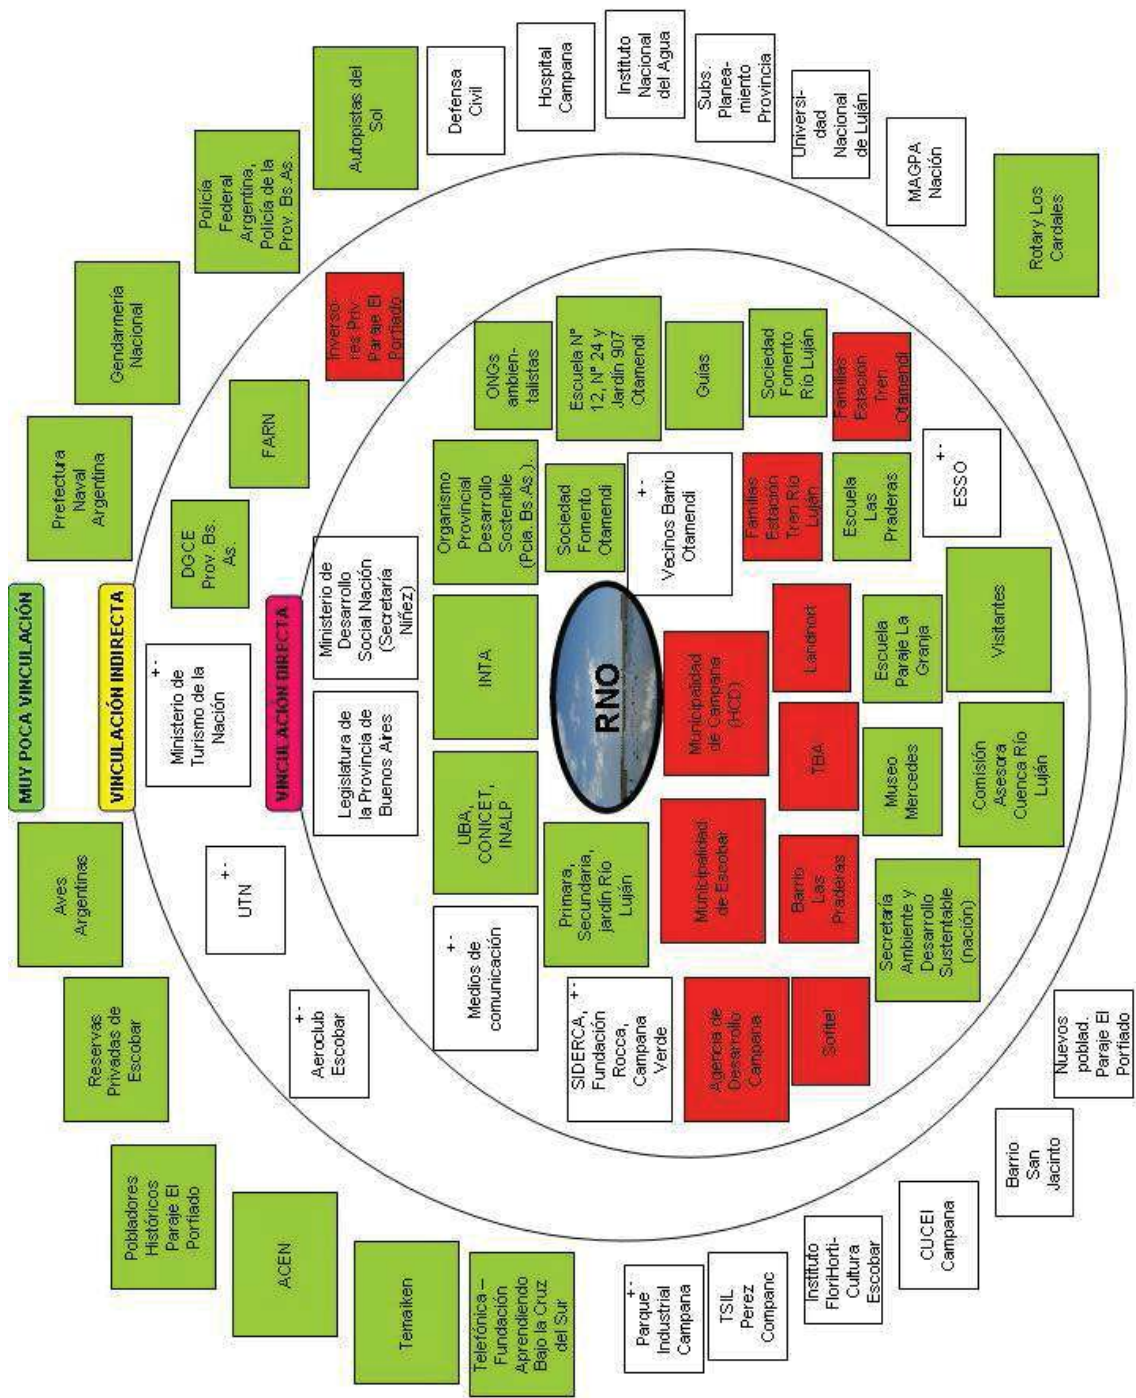 MUY POCA VINCULACIÓN
VINCULACIÓN INDIRECTA
VINCULACIÓN DIRECTA
RNO
Pobladores
Históricos
Paraje El
Porfiado
Reservas
Privadas de
Escobar
Aves
Argentinas
Prefectura
Naval
Argentina
Gendarmería
Nacional
Policía
Federal
Argentina,
Policía de la
Prov. Bs.As.
Autopistas del
Sol
Defensa
Civil
Hospital
Campana
Instituto
Nacional
del Agua
Subs.
Planea-
miento
Provincia
Universi-
dad
Nacional
de Luján
MAGPA
Nación
Rotary Los
Cardales
ACEN
Temaiken
Telefónica –
Fundación
Aprendiendo
Bajo la Cruz
del Sur
+-
Parque
Industrial
Campana
TSIL
Perez
Companc
Instituto
FloriHorti-
Cultura
Escobar
CUCEI
Campana
Barrio
San
Jacinto
Nuevos
poblad.
Paraje El
Porfiado
+-
Aeroclub
Escobar
+-
UTN
+-
Ministerio de
Turismo de la
Nación
DGCE
Prov. Bs.
As.
FARN
Inverso-
res Priv.
Paraje El
Porfiado
Legislatura de
la Provincia de
Buenos Aires
Ministerio de
Desarrollo
Social Nación
(Secretaría
Niñez)
+-
Medios de
comunicación
UBA,
CONICET,
INALP
INTA
Organismo
Provincial
Desarrollo
Sostenible
(Pcia. Bs.As.)
ONGs
ambien-
talistas
Primara,
Secundaria,
jardín Río
Luján
Sociedad
Fomento
Otamendi
Escuela N°
12, N° 24 y
Jardín 907
Otamendi
SIDERCA, +-
Fundación
Rocca,
Campana
Verde
+-
Vecinos Barrio
Otamendi
Guías
Agencia de
Desarrollo
Campana
Municipalidad
de Escobar
Municipalidad
de Campana
(HCD)
Familias
Estación
Tren Río
Luján
Sociedad
Fomento
Río Luján
Sofitel
Barrio
Las
Praderas
TBA
Landnort
Escuela
Las
Praderas
Familias
Estación
Tren
Otamendi
Secretaría
Ambiente y
Desarrollo
Sustentable
(nación)
Museo
Mercedes
Escuela
Paraje La
Granja
+-
ESSO
Comisión
Asesora
Cuenca Río
Luján
Visitantes